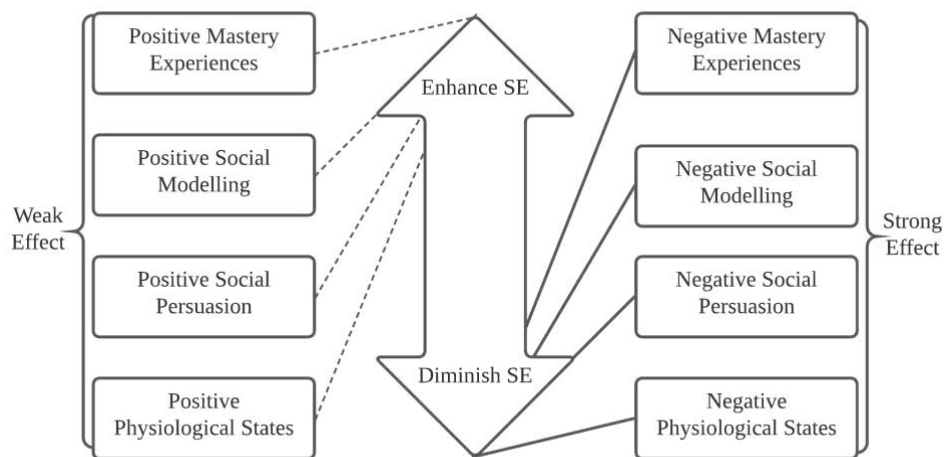 Positive Mastery
Experiences
Positive Social
Modelling
Positive Social
Persuasion
Positive
Physiological States
Weak
Effect
Enhance SE
Diminish SE
Negative Mastery
Experiences
Negative Social
Modelling
Negative Social
Persuasion
Negative
Physiological States
Strong
Effect